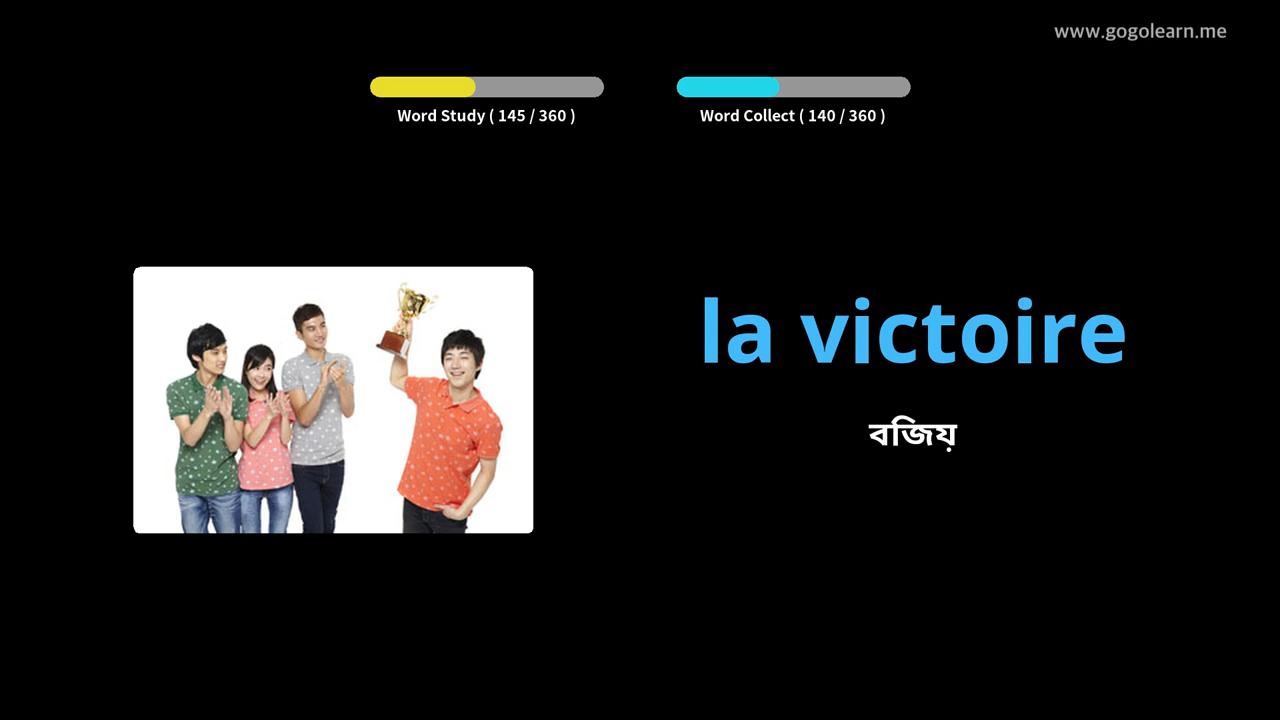 www.gogolearn.me
Word Study ( 145 / 360 )
Word Collect ( 140 / 360 )
la victoire
বজিয়